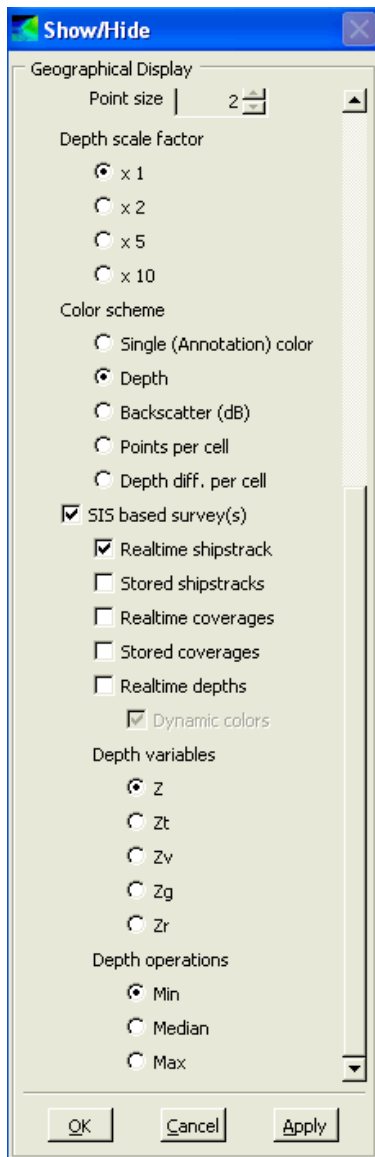 Show/Hide
Geographical Display
Point size 2
Depth scale factor
x 1
x 2
x 5
x 10
Color scheme
Single (Annotation) color
Depth
Backscatter (dB)
Points per cell
Depth diff. per cell
SIS based survey(s)
Realtime shipstrack
Stored shipstracks
Realtime coverages
Stored coverages
Realtime depths
Dynamic colors
Depth variables
Z
Zt
Zv
Zg
Zr
Depth operations
Min
Median
Max
OK Cancel Apply